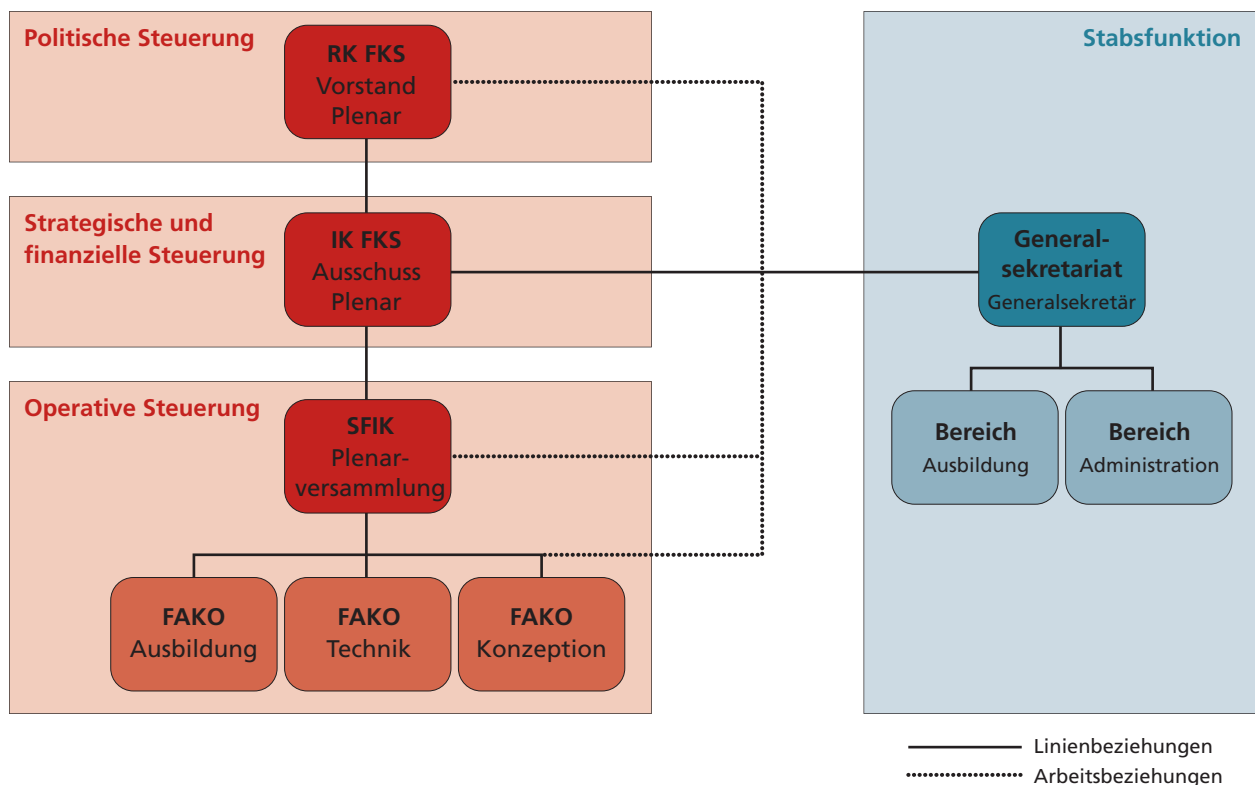 Politische Steuerung
RK FKS
Vorstand
Plenar
Strategische und
finanzielle Steuerung
IK FKS
Ausschuss
Plenar
Operative Steuerung
SFIK
Plenar-
versammlung
FAKO
Ausbildung
FAKO
Technik
FAKO
Konzeption
Stabsfunktion
General-
sekretariat
Generalsekretär
Bereich
Ausbildung
Bereich
Administration
Linienbeziehungen
Arbeitsbeziehungen